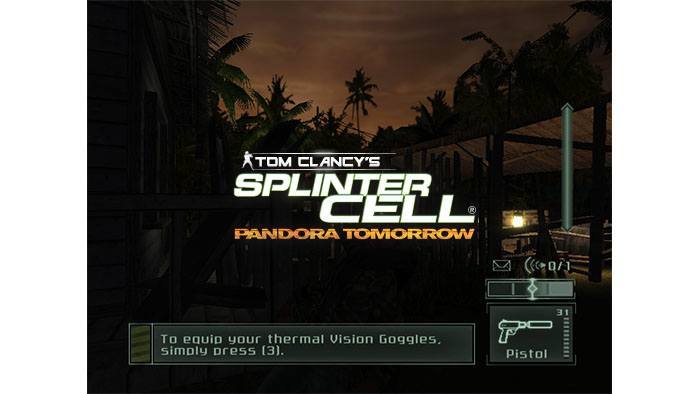 TOM CLANCY'S
SPLINTER
CELL®
PANDORA TOMORROW
0/1
31
To equip your thermal Vision Goggles,
simply press (3).
Pistol